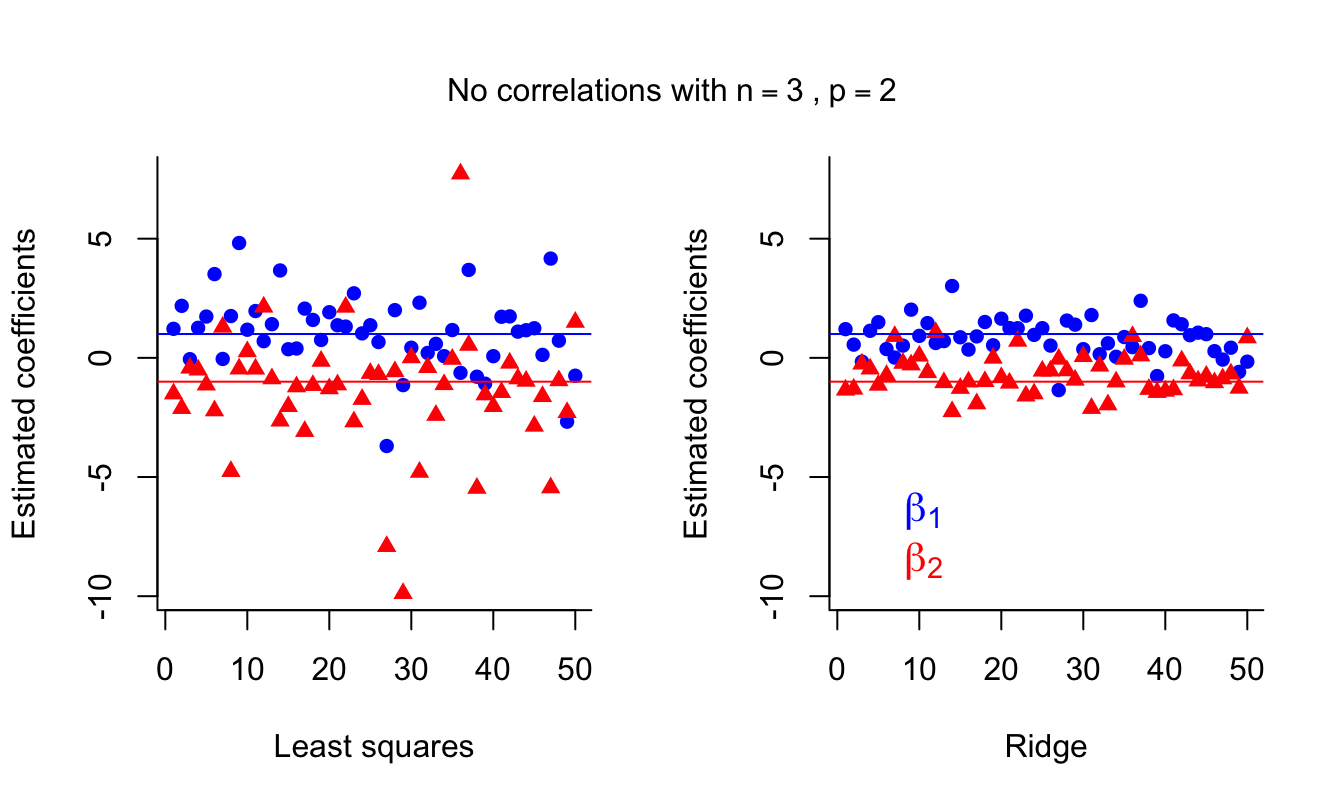 No correlations with n = 3 , p = 2
Estimated coefficients
5
0
-5
-10
0 10 20 30 40 50
Least squares
Estimated coefficients
5
0
-5
-10
β1
β2
0 10 20 30 40 50
Ridge